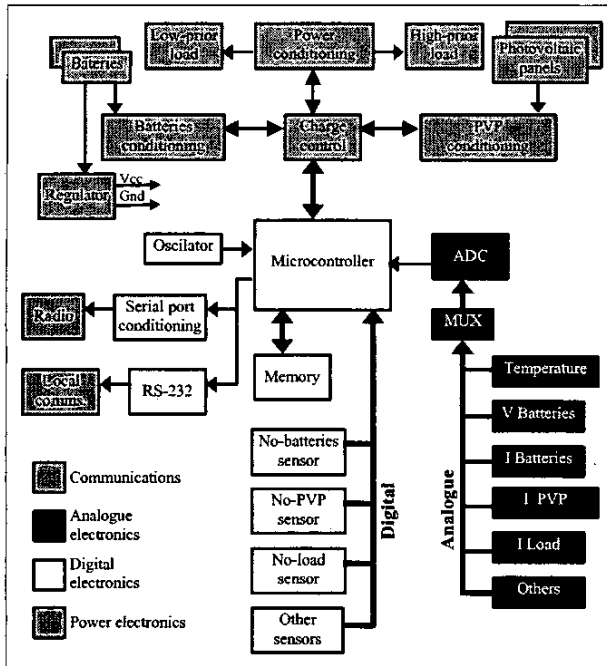 Low-prior
load
Power
conditioning
High-prior
load
Photovoltaic
panels
Bateries
Batteries
conditioning
Charge
control
PVP
conditioning
Regulator
Vcc
Gnd
Oscilator
Microcontroller
ADC
MUX
Radio
Serial port
conditioning
Local
comms.
RS-232
Memory
Temperature
V Batteries
I Batteries
I PVP
I Load
Others
Analogue
No-batteries
sensor
No-PVP
sensor
No-load
sensor
Other
sensors
Digital
Communications
Analogue
electronics
Digital
electronics
Power electronics